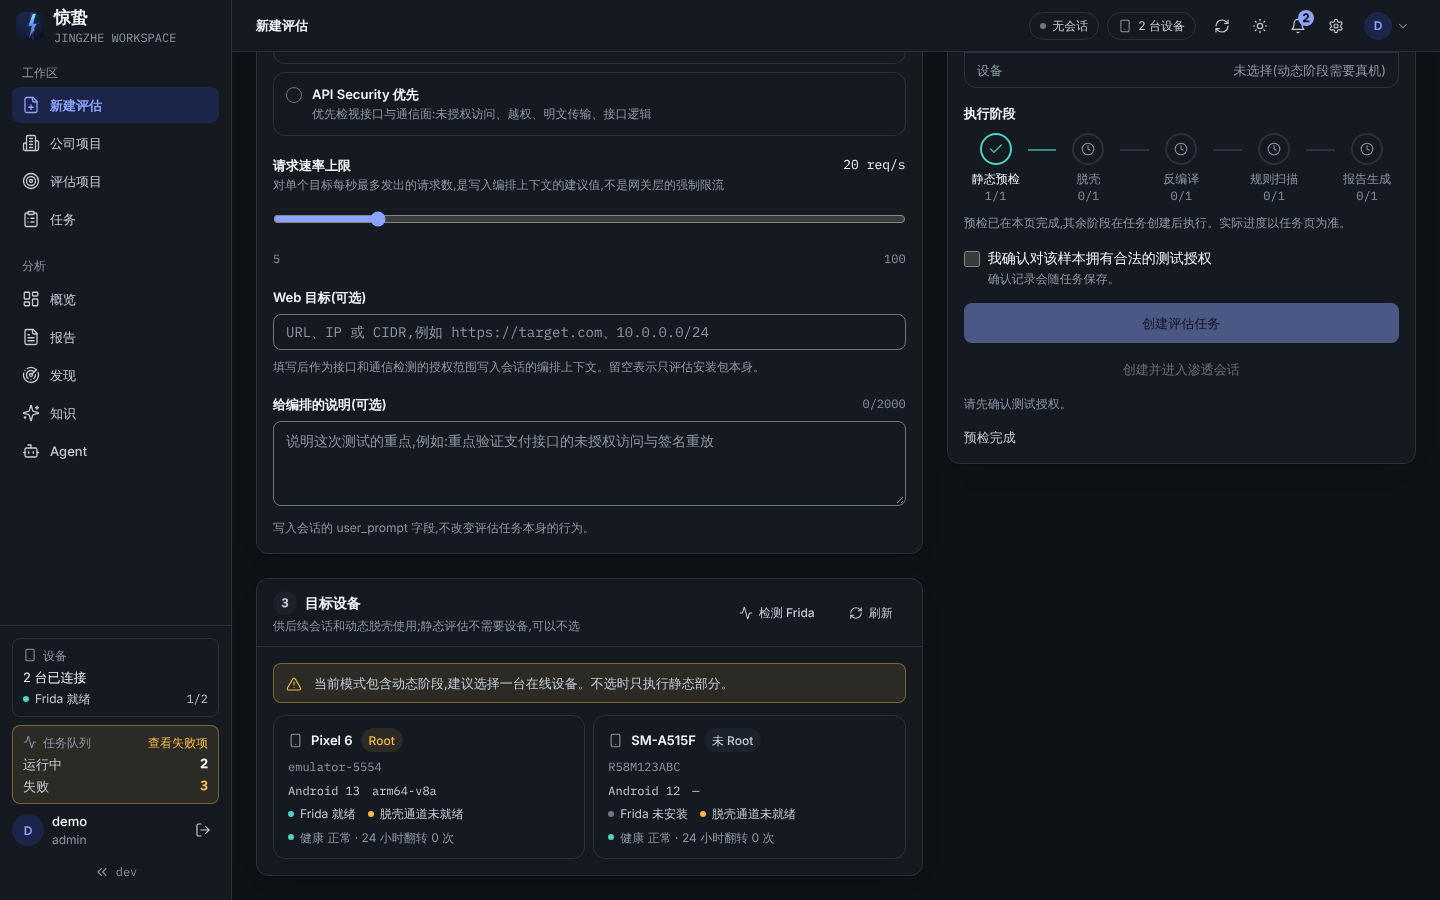 惊蛰
JINGZHE WORKSPACE
工作区
新建评估
公司项目
评估项目
任务
分析
概览
报告
发现
知识
Agent
设备
2 台已连接
Frida 就绪 1/2
任务队列 查看失败项
运行中 2
失败 3
D demo
admin
dev
新建评估
无会话
2 台设备
2
D
API Security 优先
优先检视接口与通信面:未授权访问、越权、明文传输、接口逻辑
请求速率上限 20 req/s
对单个目标每秒最多发出的请求数,是写入编排上下文的建议值,不是网关层的强制限流
5 100
Web 目标(可选)
URL、IP 或 CIDR,例如 https://target.com、10.0.0.0/24
填写后作为接口和通信检测的授权范围写入会话的编排上下文。留空表示只评估安装包本身。
给编排的说明(可选) 0/2000
说明这次测试的重点,例如:重点验证支付接口的未授权访问与签名重放
写入会话的 user_prompt 字段,不改变评估任务本身的行为。
3 目标设备
供后续会话和动态脱壳使用;静态评估不需要设备,可以不选
检测 Frida
刷新
当前模式包含动态阶段,建议选择一台在线设备。不选时只执行静态部分。
Pixel 6 Root
emulator-5554
Android 13 arm64-v8a
Frida 就绪 脱壳通道未就绪
健康 正常 · 24 小时翻转 0 次
SM-A515F 未 Root
R58M123ABC
Android 12 —
Frida 未安装 脱壳通道未就绪
健康 正常 · 24 小时翻转 0 次
设备 未选择(动态阶段需要真机)
执行阶段
静态预检 脱壳 反编译 规则扫描 报告生成
1/1 0/1 0/1 0/1 0/1
预检已在本页完成,其余阶段在任务创建后执行。实际进度以任务页为准。
我确认对该样本拥有合法的测试授权
确认记录会随任务保存。
创建评估任务
创建并进入渗透会话
请先确认测试授权。
预检完成